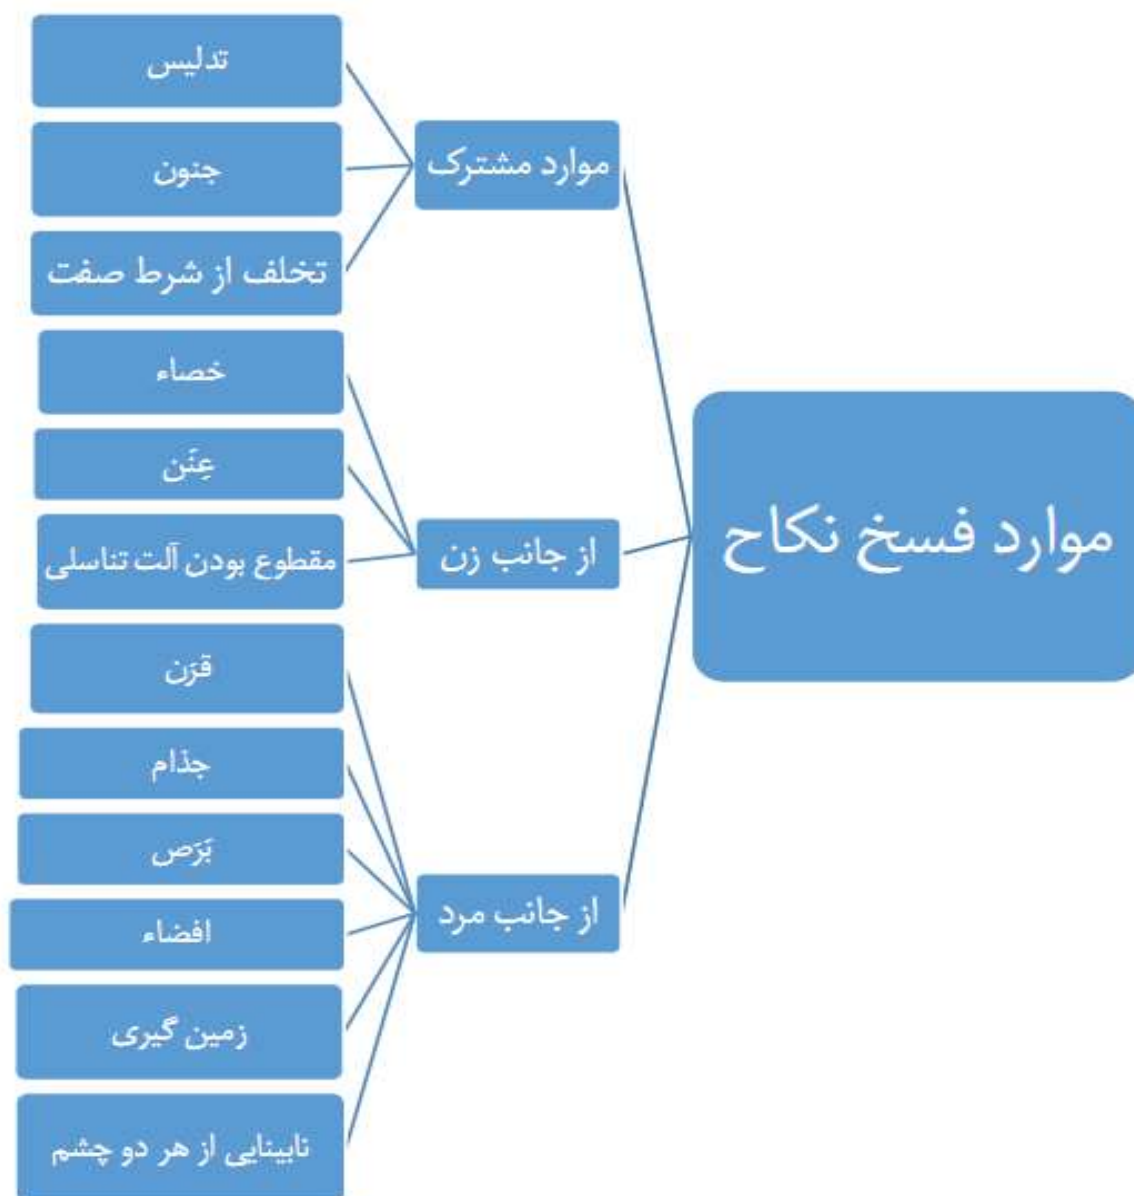 موارد فسخ نکاح
موارد مشترک
تدلیس
جنون
تخلف از شرط صفت
از جانب زن
خصاء
عِنَن
مقطوع بودن آلت تناسلی
از جانب مرد
قَرَن
جذام
بَرَص
افضاء
زمین گیری
نابینایی از هر دو چشم